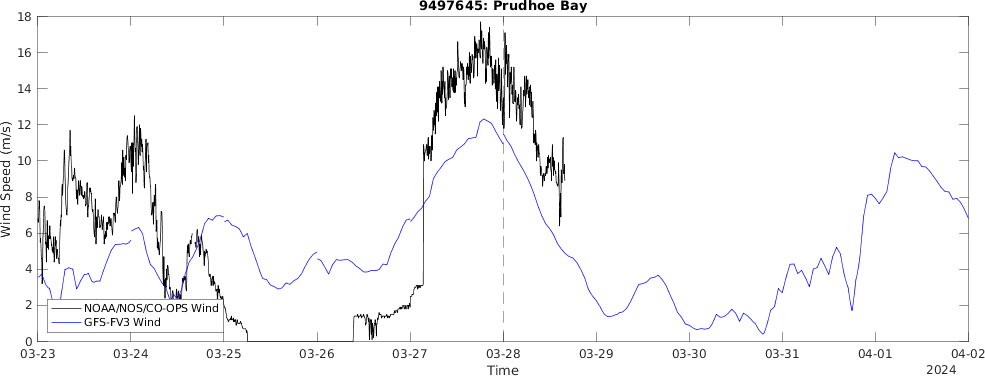 9497645: Prudhoe Bay
Wind Speed (m/s)
18
16
14
12
10
8
6
4
2
0
NOAA/NOS/CO-OPS Wind
GFS-FV3 Wind
03-23 03-24 03-25 03-26 03-27 03-28 03-29 03-30 03-31 04-01 04-02
Time
2024